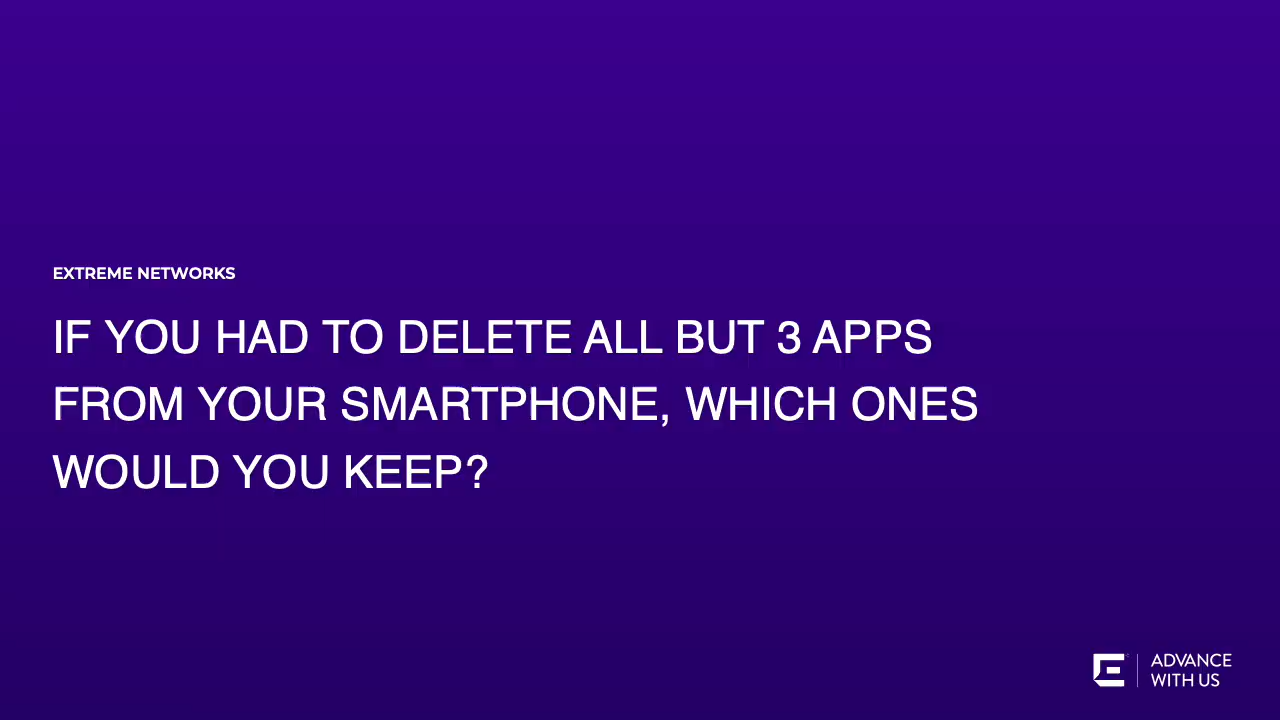 EXTREME NETWORKS
IF YOU HAD TO DELETE ALL BUT 3 APPS
FROM YOUR SMARTPHONE, WHICH ONES
WOULD YOU KEEP?
ADVANCE
WITH US